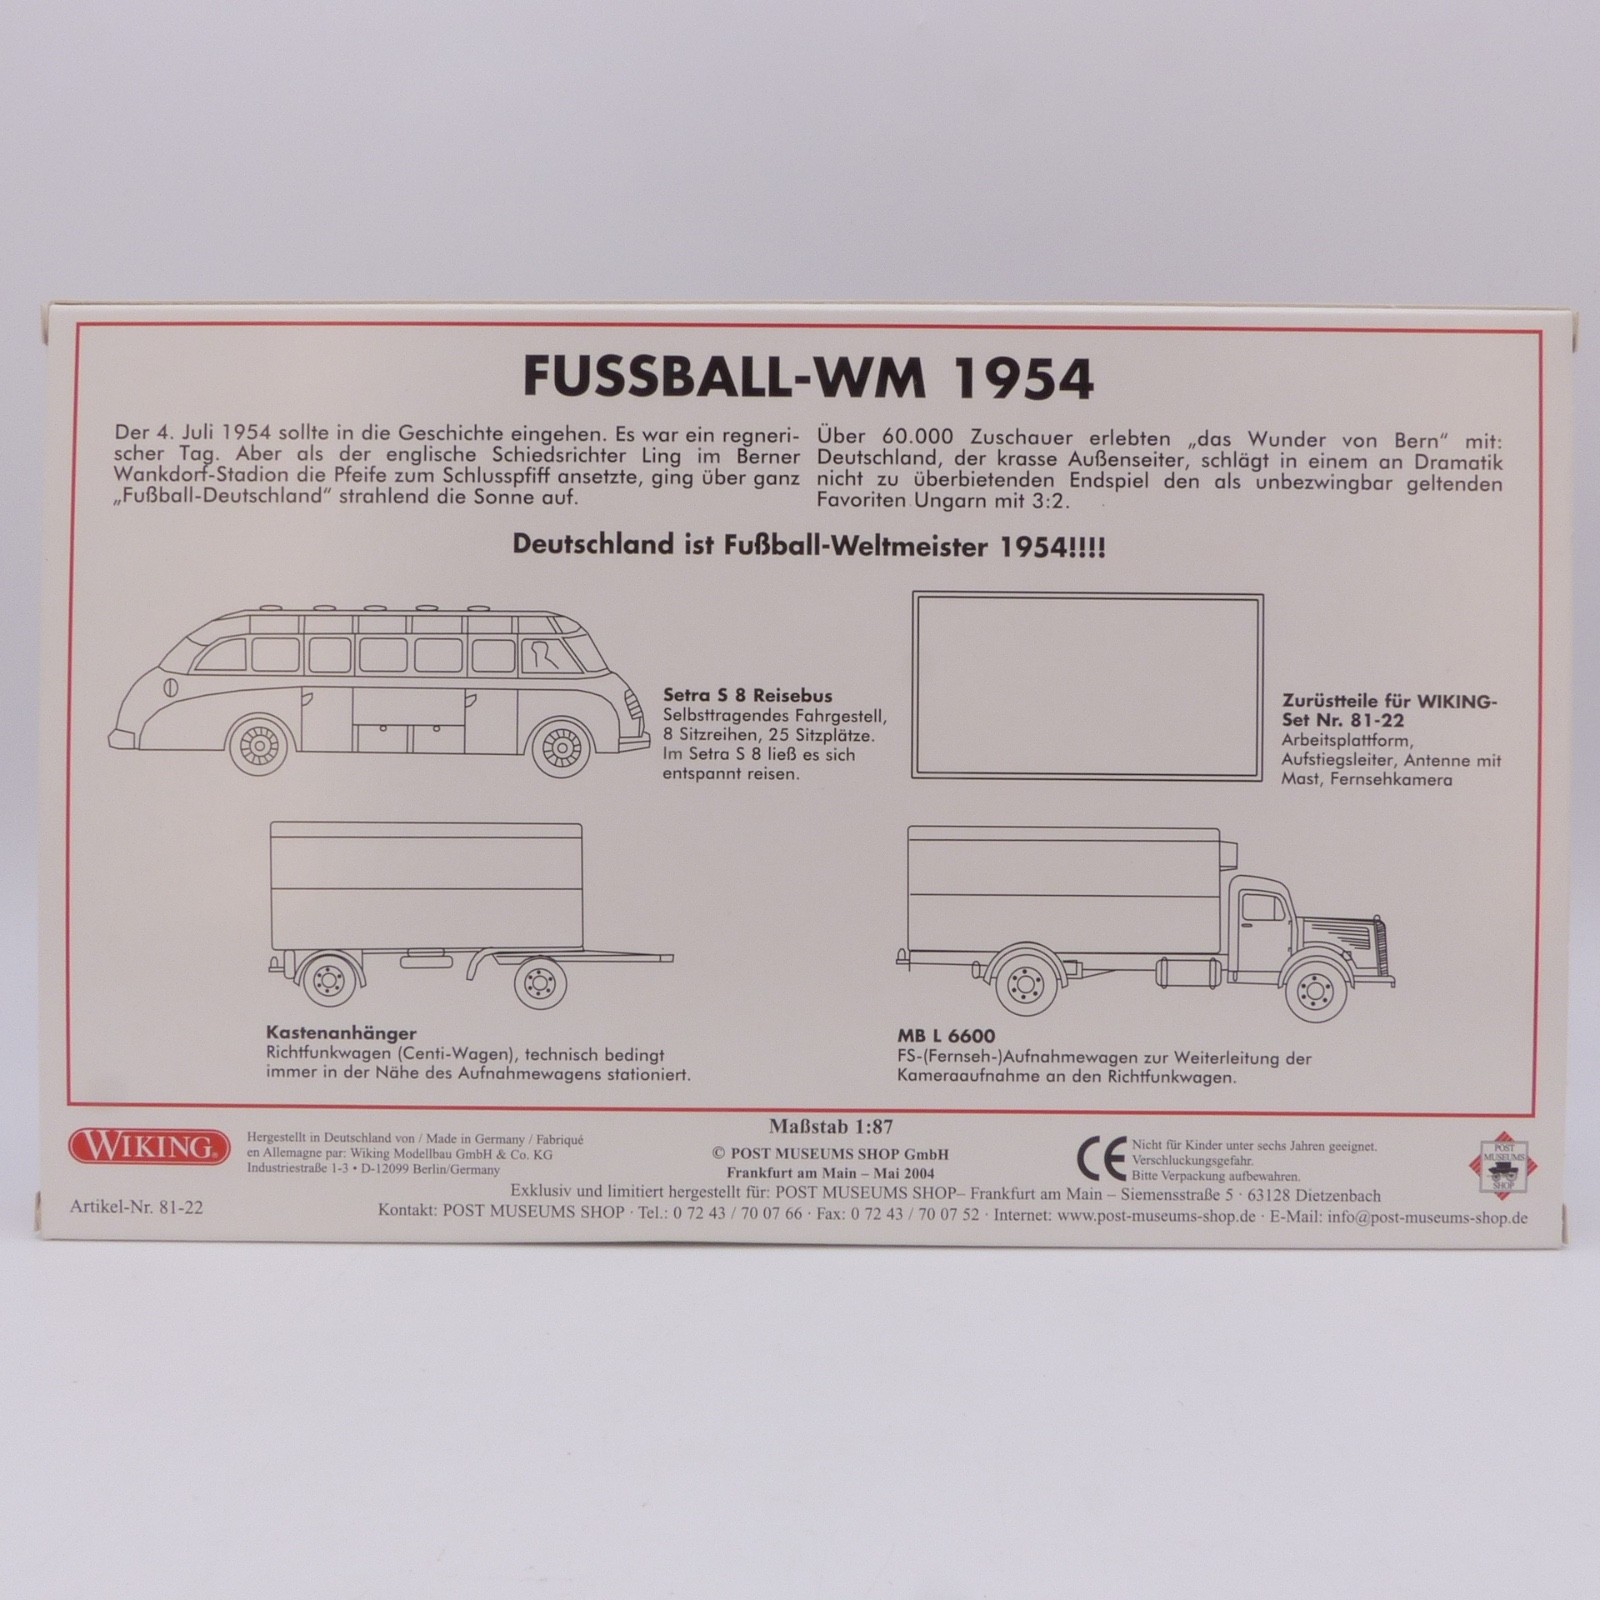 FUSSBALL-WM 1954
Der 4. Juli 1954 sollte in die Geschichte eingehen. Es war ein regneri-
scher Tag. Aber als der englische Schiedsrichter Ling im Berner
Wankdorf-Stadion die Pfeife zum Schlusspfiff ansetzte, ging über ganz
„Fußball-Deutschland“ strahlend die Sonne auf.
Über 60.000 Zuschauer erlebten „das Wunder von Bern“ mit:
Deutschland, der krasse Außenseiter, schlägt in einem an Dramatik
nicht zu überbietenden Endspiel den als unbezwingbar geltenden
Favoriten Ungarn mit 3:2.
Deutschland ist Fußball-Weltmeister 1954!!!!
Setra S 8 Reisebus
Selbsttragendes Fahrgestell,
8 Sitzreihen, 25 Sitzplätze.
Im Setra S 8 ließ es sich
entspannt reisen.
Zurüstteile für WIKING-
Set Nr. 81-22
Arbeitsplattform,
Aufstiegsleiter, Antenne mit
Mast, Fernsehkamera
Kastenanhänger
Richtfunkwagen (Centi-Wagen), technisch bedingt
immer in der Nähe des Aufnahmewagens stationiert.
MB L 6600
FS-(Fernseh-)Aufnahmewagen zur Weiterleitung der
Kameraaufnahme an den Richtfunkwagen.
WIKING®
Hergestellt in Deutschland von / Made in Germany / Fabriqué
en Allemagne par: Wiking Modellbau GmbH & Co. KG
Industriestraße 1-3 • D-12099 Berlin/Germany
Artikel-Nr. 81-22
Maßstab 1:87
© POST MUSEUMS SHOP GmbH
Frankfurt am Main – Mai 2004
Exklusiv und limitiert hergestellt für: POST MUSEUMS SHOP– Frankfurt am Main – Siemensstraße 5 · 63128 Dietzenbach
Kontakt: POST MUSEUMS SHOP · Tel.: 0 72 43 / 70 07 66 · Fax: 0 72 43 / 70 07 52 · Internet: www.post-museums-shop.de · E-Mail: info@post-museums-shop.de
CE
Nicht für Kinder unter sechs Jahren geeignet.
Verschluckungsgefahr.
Bitte Verpackung aufbewahren.
POST
MUSEUMS
SHOP